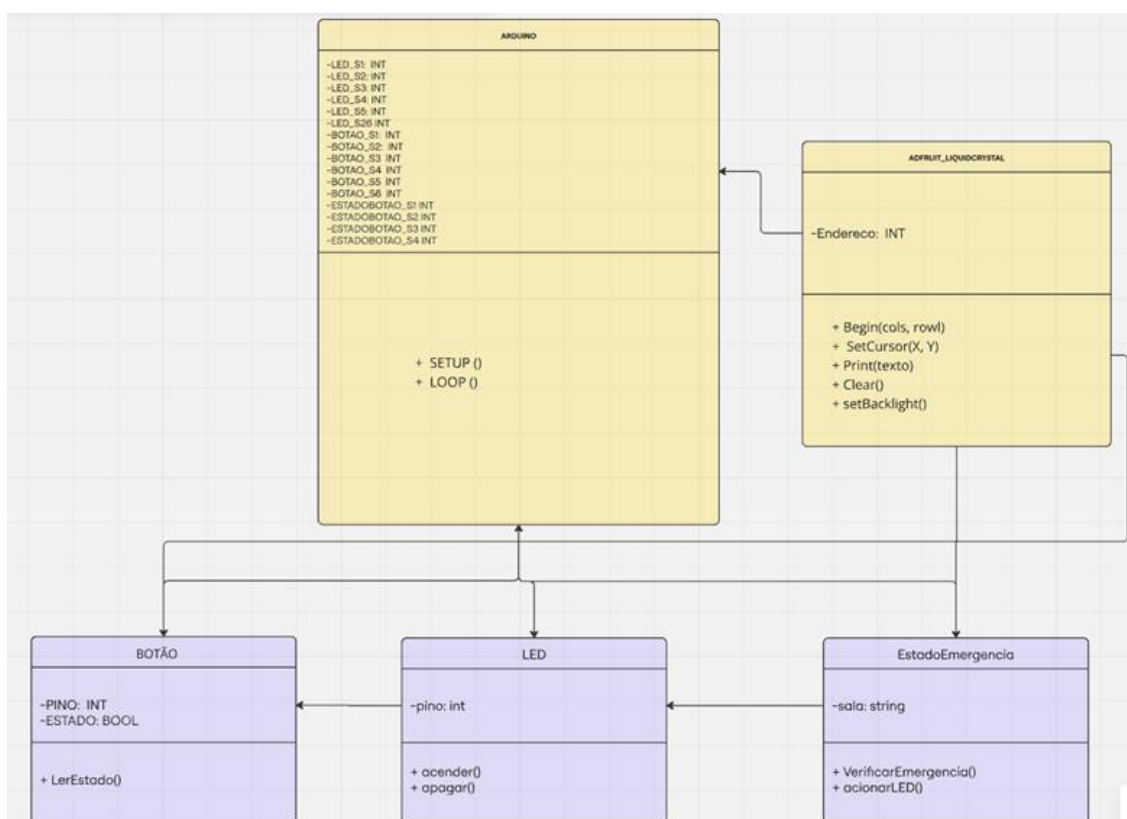 ARDUINO
-LED_S1: INT
-LED_S2: INT
-LED_S3: INT
-LED_S4: INT
-LED_S5: INT
-LED_S26 INT
-BOTAO_S1: INT
-BOTAO_S2: INT
-BOTAO_S3 INT
-BOTAO_S4 INT
-BOTAO_S5 INT
-BOTAO_S6 INT
-ESTADOBOTAO_S1 INT
-ESTADOBOTAO_S2 INT
-ESTADOBOTAO_S3 INT
-ESTADOBOTAO_S4 INT
+ SETUP ()
+ LOOP ()
ADFRUIT_LIQUIDCRYSTAL
-Endereco: INT
+ Begin(cols, rowl)
+ SetCursor(X, Y)
+ Print(texto)
+ Clear()
+ setBacklight()
BOTÃO
-PINO: INT
-ESTADO: BOOL
+ LerEstado()
LED
-pino: int
+ acender()
+ apagar()
EstadoEmergencia
-sala: string
+ VerificarEmergencia()
+ acionarLED()